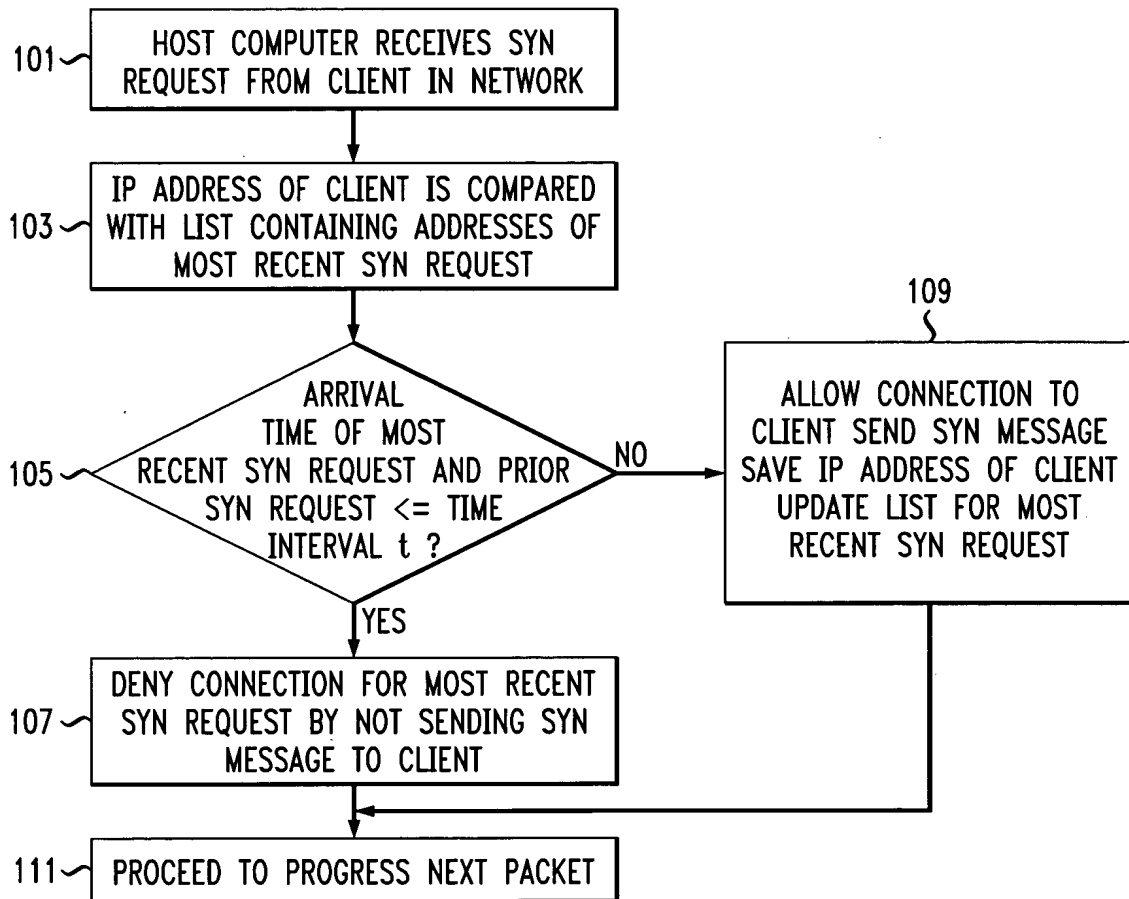 101
HOST COMPUTER RECEIVES SYN
REQUEST FROM CLIENT IN NETWORK
103
IP ADDRESS OF CLIENT IS COMPARED
WITH LIST CONTAINING ADDRESSES OF
MOST RECENT SYN REQUEST
105
ARRIVAL
TIME OF MOST
RECENT SYN REQUEST AND PRIOR
SYN REQUEST <= TIME
INTERVAL t ?
NO
109
ALLOW CONNECTION TO
CLIENT SEND SYN MESSAGE
SAVE IP ADDRESS OF CLIENT
UPDATE LIST FOR MOST
RECENT SYN REQUEST
YES
107
DENY CONNECTION FOR MOST RECENT
SYN REQUEST BY NOT SENDING SYN
MESSAGE TO CLIENT
111
PROCEED TO PROGRESS NEXT PACKET